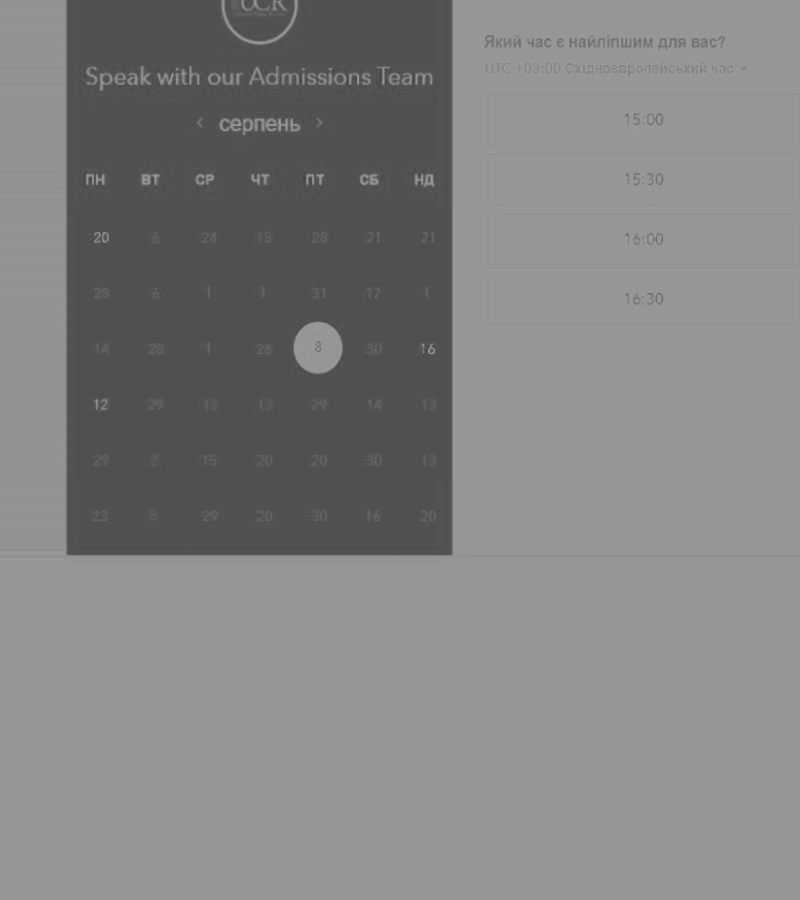 UCR
Speak with our Admissions Team
‹ серпень ›
ПН ВТ СР ЧТ ПТ СБ НД
20 6 24 15 28 21 21
28 6 1 1 31 17 1
14 28 1 26 8 30 16
12 29 13 13 29 14 13
29 2 15 20 20 30 13
23 29 20 30 16 20
Який час є найліпшим для вас?
UTC +03:00 Східноєвропейський час
15:00
15:30
16:00
16:30